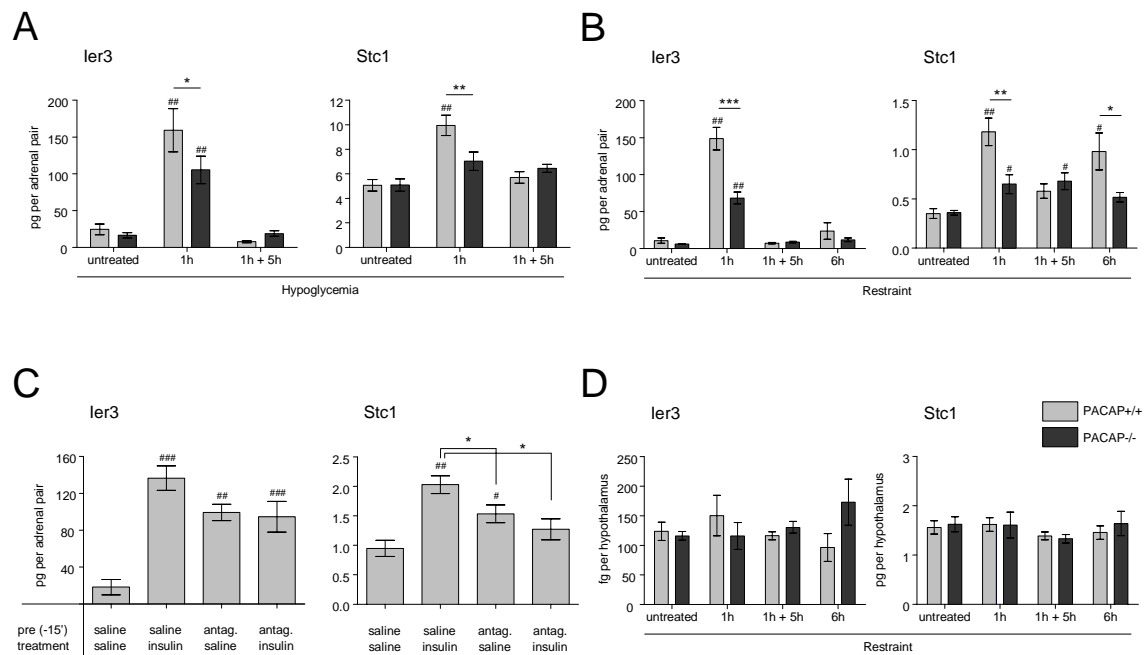 A
Ier3
pg per adrenal pair
200
150
100
50
0
##
*
##
untreated
1h
1h + 5h
Stc1
12
10
8
6
4
2
0
##
**
untreated
1h
1h + 5h
Hypoglycemia
B
Ier3
pg per adrenal pair
200
150
100
50
0
***
##
##
untreated
1h
1h + 5h
6h
Stc1
1.5
1.0
0.5
0.0
**
##
#
#
*
#
untreated
1h
1h + 5h
6h
Restraint
C
Ier3
pg per adrenal pair
160
120
80
40
0
###
##
###
pre (-15')
treatment
saline
saline
saline
insulin
antag.
saline
antag.
insulin
Stc1
2.5
2.0
1.5
1.0
0.5
0.0
*
*
##
#
saline
saline
saline
insulin
antag.
saline
antag.
insulin
D
Ier3
fg per hypothalamus
250
200
150
100
50
0
untreated
1h
1h + 5h
6h
Stc1
pg per hypothalamus
3
2
1
0
untreated
1h
1h + 5h
6h
PACAP+/+
PACAP-/-
Restraint